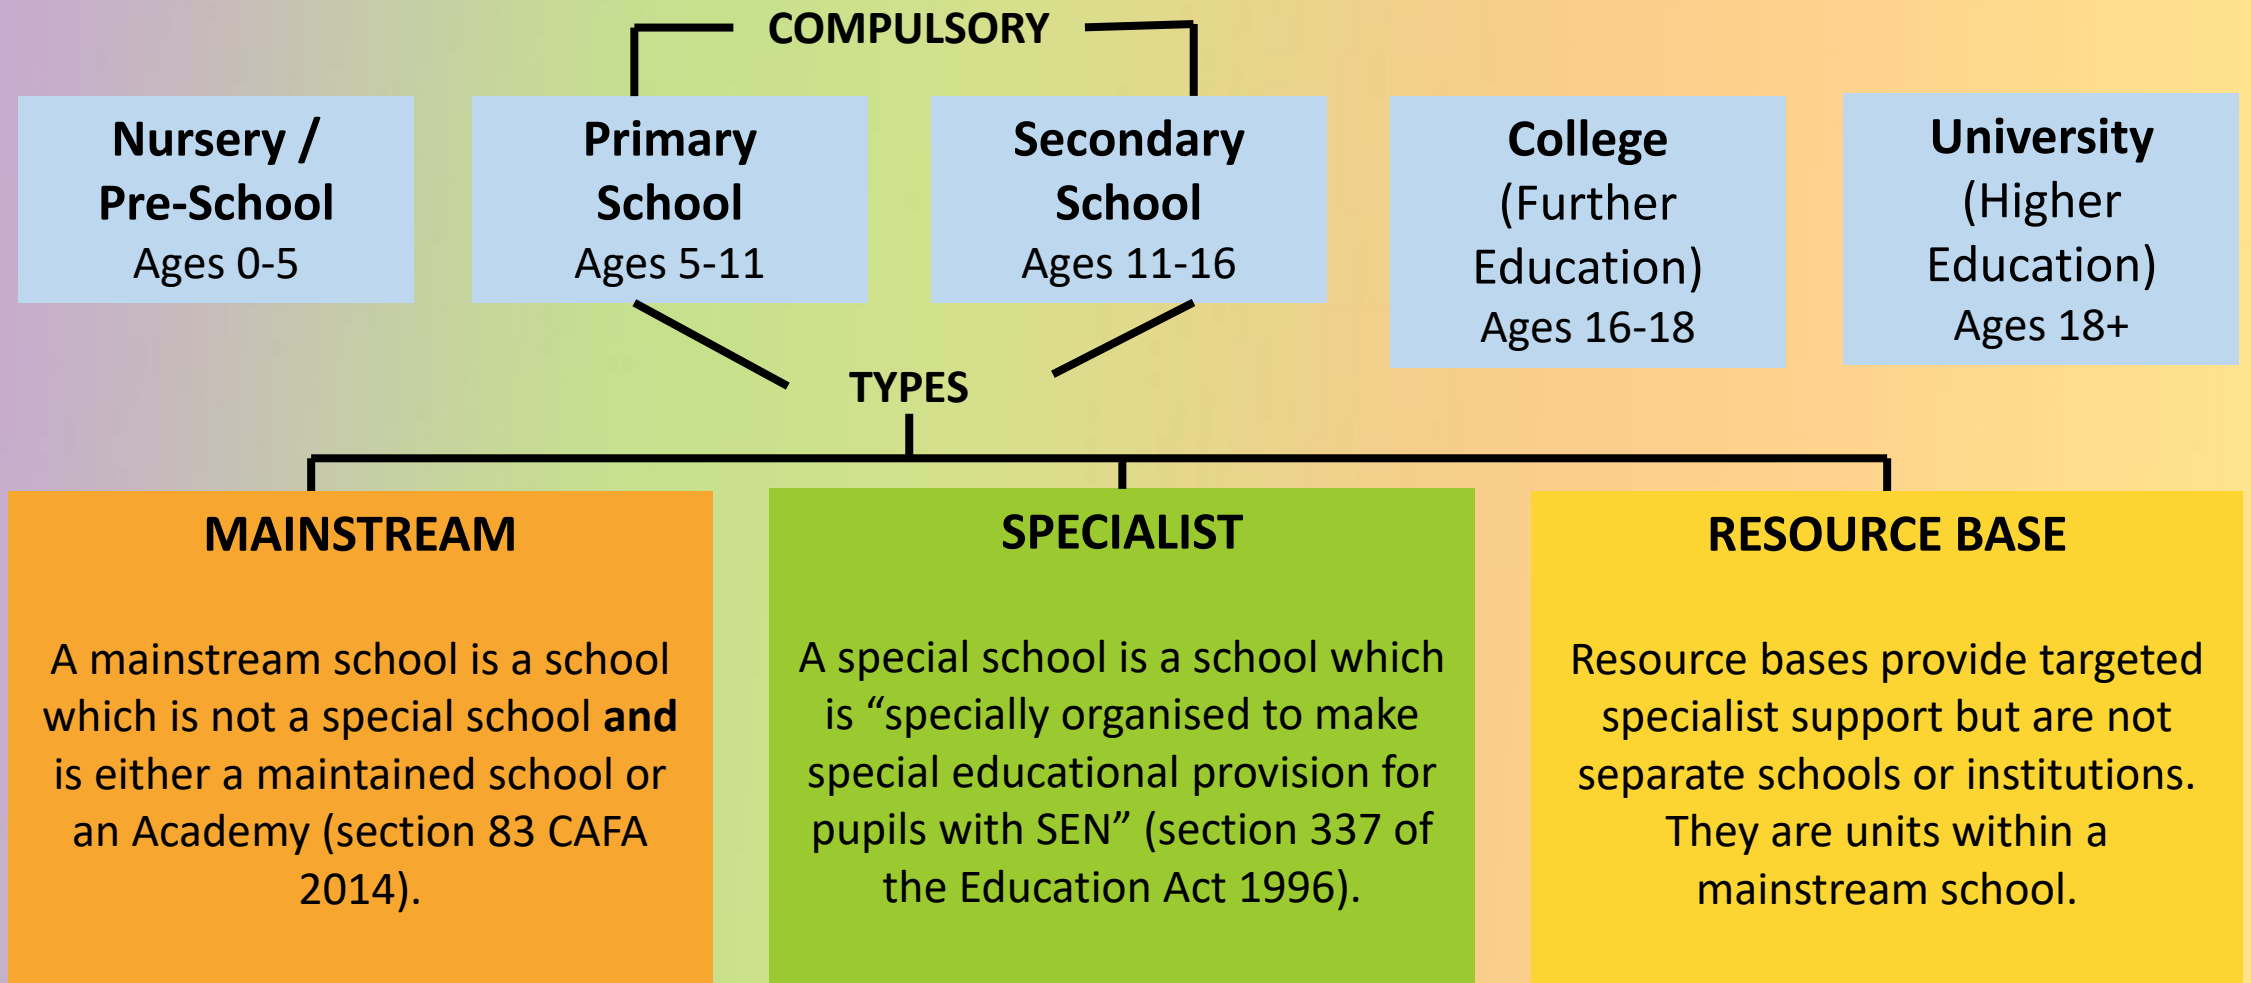 COMPULSORY
Nursery /
Pre-School
Ages 0-5
Primary
School
Ages 5-11
Secondary
School
Ages 11-16
College
(Further
Education)
Ages 16-18
University
(Higher
Education)
Ages 18+
TYPES
MAINSTREAM
A mainstream school is a school
which is not a special school and
is either a maintained school or
an Academy (section 83 CAFA
2014).
SPECIALIST
A special school is a school which
is “specially organised to make
special educational provision for
pupils with SEN” (section 337 of
the Education Act 1996).
RESOURCE BASE
Resource bases provide targeted
specialist support but are not
separate schools or institutions.
They are units within a
mainstream school.